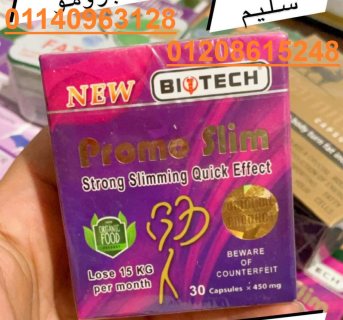 سليم
01140963128
01208615248
NEW
BIOTECH
Promo Slim
Strong Slimming Quick Effect
ORGANIC
FOOD
Lose 15 KG
per month
BEWARE
OF
COUNTERFEIT
30 Capsules x 450 mg